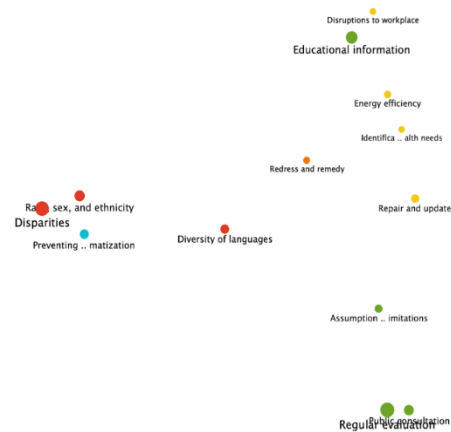 Disruptions to workplace
Educational information
Energy efficiency
Identifica .. alth needs
Redress and remedy
Race, sex, and ethnicity
Disparities
Repair and update
Preventing .. matization
Diversity of languages
Assumption .. imitations
Public consultation
Regular evaluation